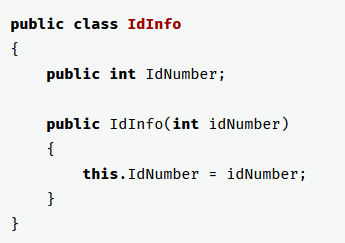 public class IdInfo
{
    public int IdNumber;

    public IdInfo(int idNumber)
    {
        this.IdNumber = idNumber;
    }
}